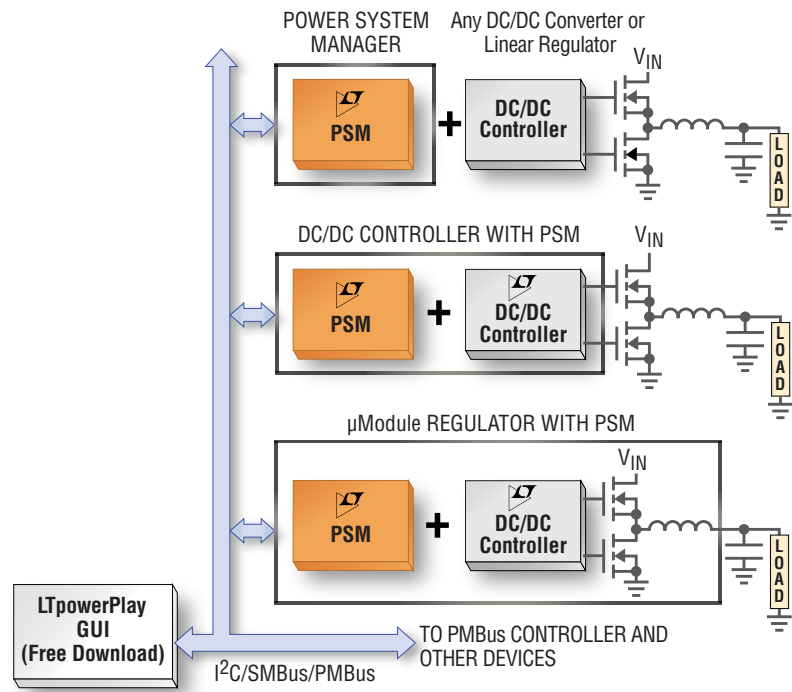 POWER SYSTEM
MANAGER
Any DC/DC Converter or
Linear Regulator
PSM
+
DC/DC
Controller
VIN
LOAD
DC/DC CONTROLLER WITH PSM
PSM
+
DC/DC
Controller
VIN
LOAD
µModule REGULATOR WITH PSM
PSM
+
DC/DC
Controller
VIN
LOAD
LTpowerPlay
GUI
(Free Download)
I²C/SMBus/PMBus
TO PMBus CONTROLLER AND
OTHER DEVICES